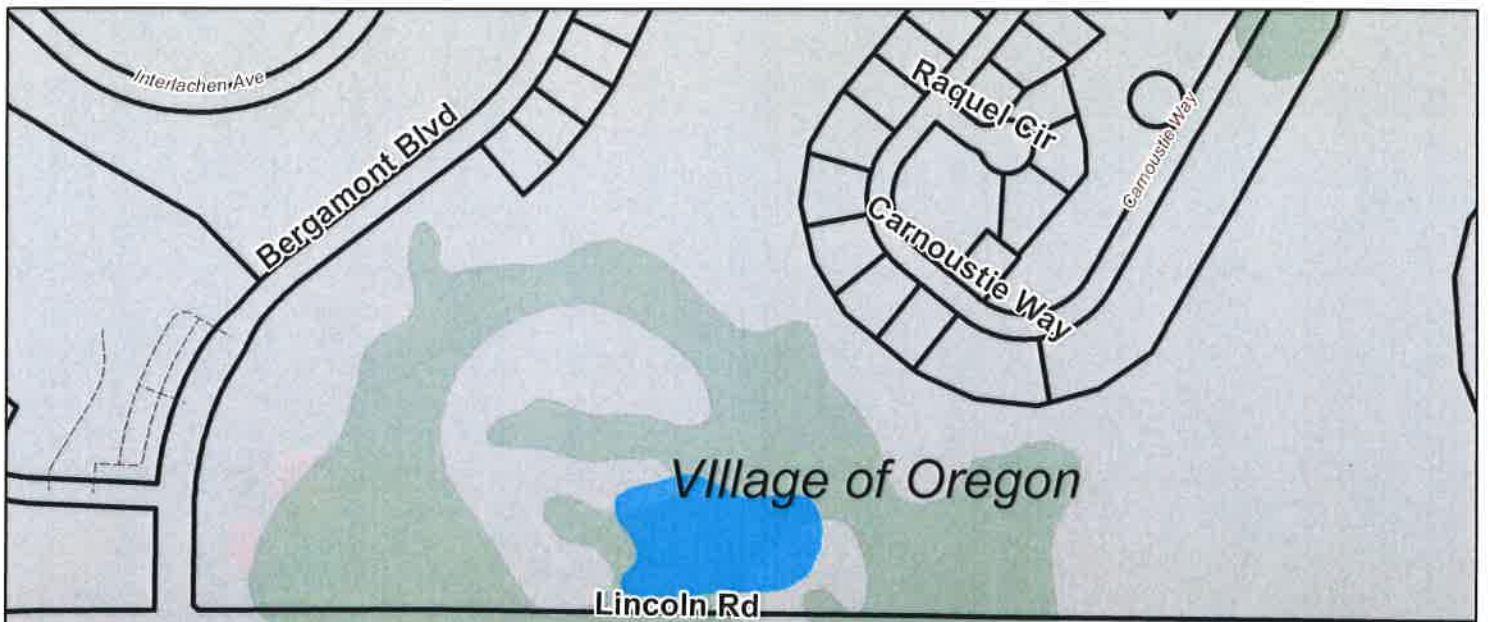 Interlachen Ave
Bergamont Blvd
Raquel Cir
Carnoustie Way
Carnoustie Way
VIllage of Oregon
Lincoln Rd